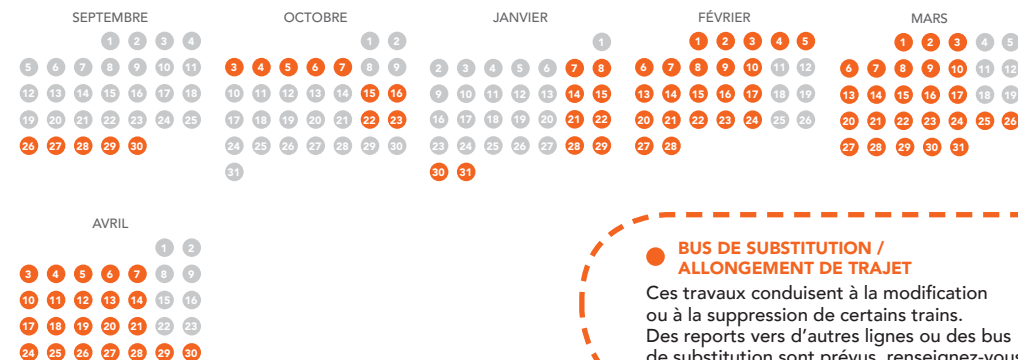 SEPTEMBRE OCTOBRE JANVIER FÉVRIER MARS
1 2 3 4 1 2 1 1 2 3 4 5 1 2 3 4 5
5 6 7 8 9 10 11 3 4 5 6 7 8 9 2 3 4 5 6 7 8 6 7 8 9 10 11 12 6 7 8 9 10 11 12
12 13 14 15 16 17 18 10 11 12 13 14 15 16 9 10 11 12 13 14 15 13 14 15 16 17 18 19 13 14 15 16 17 18 19
19 20 21 22 23 24 25 17 18 19 20 21 22 23 16 17 18 19 20 21 22 20 21 22 23 24 25 26 20 21 22 23 24 25 26
26 27 28 29 30 24 25 26 27 28 29 30 23 24 25 26 27 28 29 27 28 27 28 29 30 31
31 30 31
AVRIL
1 2
3 4 5 6 7 8 9
10 11 12 13 14 15 16
17 18 19 20 21 22 23
24 25 26 27 28 29 30
BUS DE SUBSTITUTION /
ALLONGEMENT DE TRAJET
Ces travaux conduisent à la modification
ou à la suppression de certains trains.
Des reports vers d'autres lignes ou des bus
de substitution sont prévus, renseignez-vous